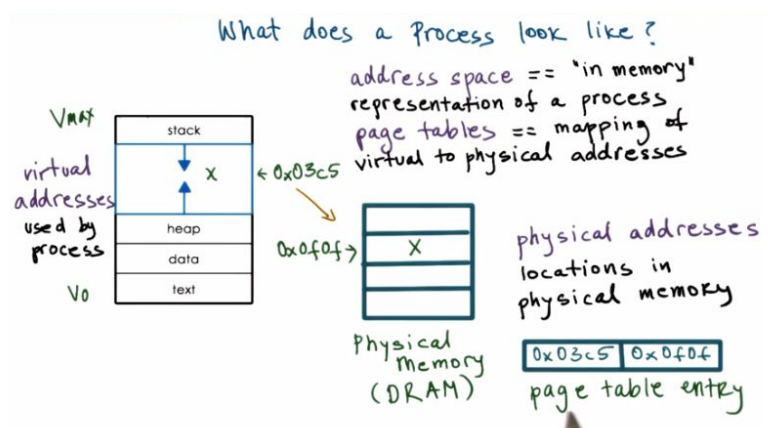 What does a Process look like?
address space == "in memory"
representation of a process
page tables == mapping of
virtual to physical addresses
Vmax
stack
virtual
addresses
used by
process
X
← 0x03c5
heap
data
text
V0
0x0f0f →
X
Physical
Memory
(DRAM)
physical addresses
locations in
physical memory
0x03c5 0x0f0f
page table entry